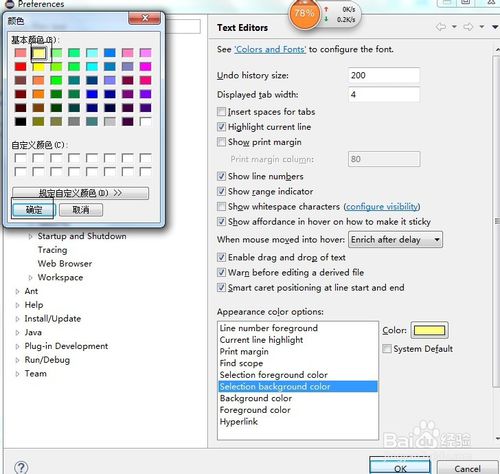 Preferences
颜色
基本颜色(B):
自定义颜色(C):
规定自定义颜色(D) >>
确定
取消
Startup and Shutdown
Tracing
Web Browser
Workspace
Ant
Help
Install/Update
Java
Plug-in Development
Run/Debug
Team
78%
0K/s
0.2K/s
Text Editors
See 'Colors and Fonts' to configure the font.
Undo history size:
200
Displayed tab width:
4
Insert spaces for tabs
Highlight current line
Show print margin
Print margin column:
80
Show line numbers
Show range indicator
Show whitespace characters (configure visibility)
Show affordance in hover on how to make it sticky
When mouse moved into hover:
Enrich after delay
Enable drag and drop of text
Warn before editing a derived file
Smart caret positioning at line start and end
Appearance color options:
Line number foreground
Current line highlight
Print margin
Find scope
Selection foreground color
Selection background color
Background color
Foreground color
Hyperlink
Color:
System Default
OK
Cancel
Bai 经验